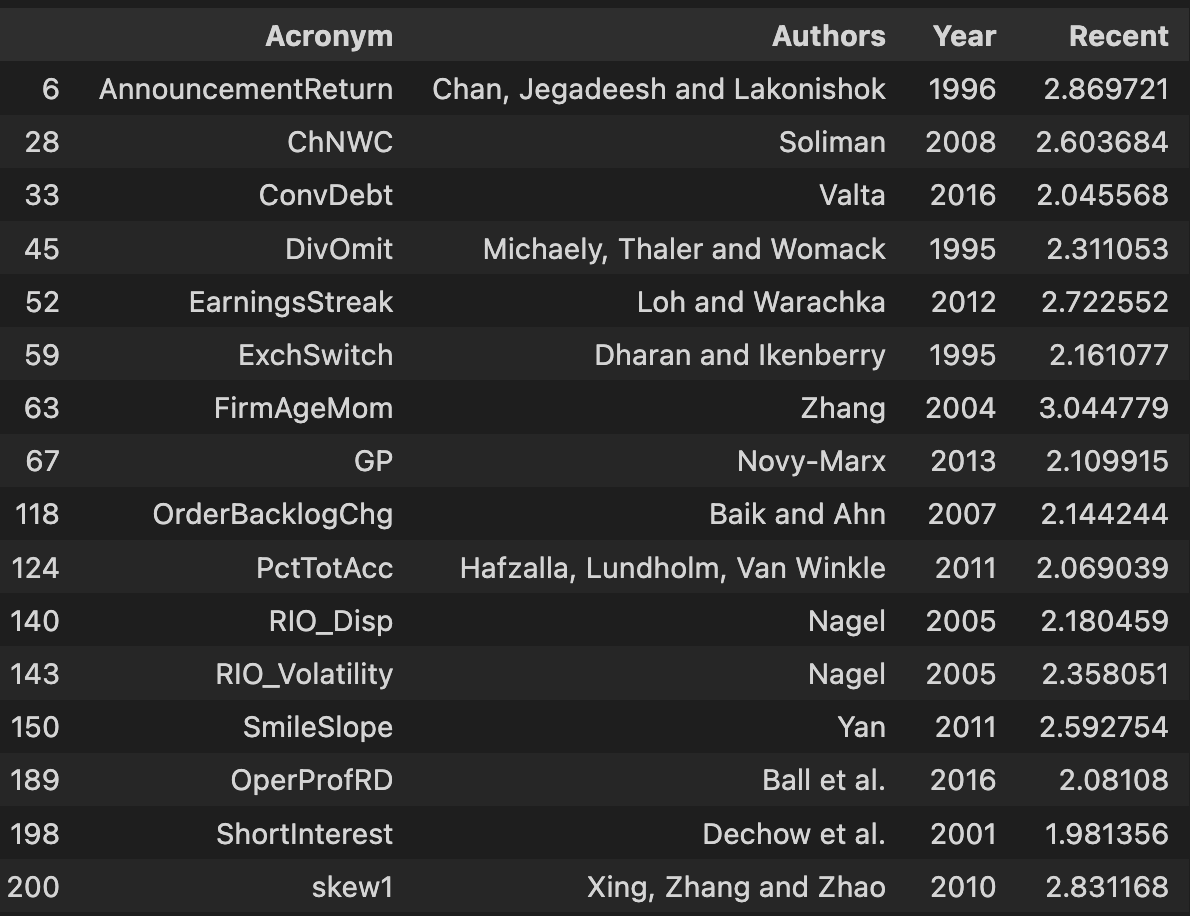 Acronym Authors Year Recent
6 AnnouncementReturn Chan, Jegadeesh and Lakonishok 1996 2.869721
28 ChNWC Soliman 2008 2.603684
33 ConvDebt Valta 2016 2.045568
45 DivOmit Michaely, Thaler and Womack 1995 2.311053
52 EarningsStreak Loh and Warachka 2012 2.722552
59 ExchSwitch Dharan and Ikenberry 1995 2.161077
63 FirmAgeMom Zhang 2004 3.044779
67 GP Novy-Marx 2013 2.109915
118 OrderBacklogChg Baik and Ahn 2007 2.144244
124 PctTotAcc Hafzalla, Lundholm, Van Winkle 2011 2.069039
140 RIO_Disp Nagel 2005 2.180459
143 RIO_Volatility Nagel 2005 2.358051
150 SmileSlope Yan 2011 2.592754
189 OperProfRD Ball et al. 2016 2.08108
198 ShortInterest Dechow et al. 2001 1.981356
200 skew1 Xing, Zhang and Zhao 2010 2.831168